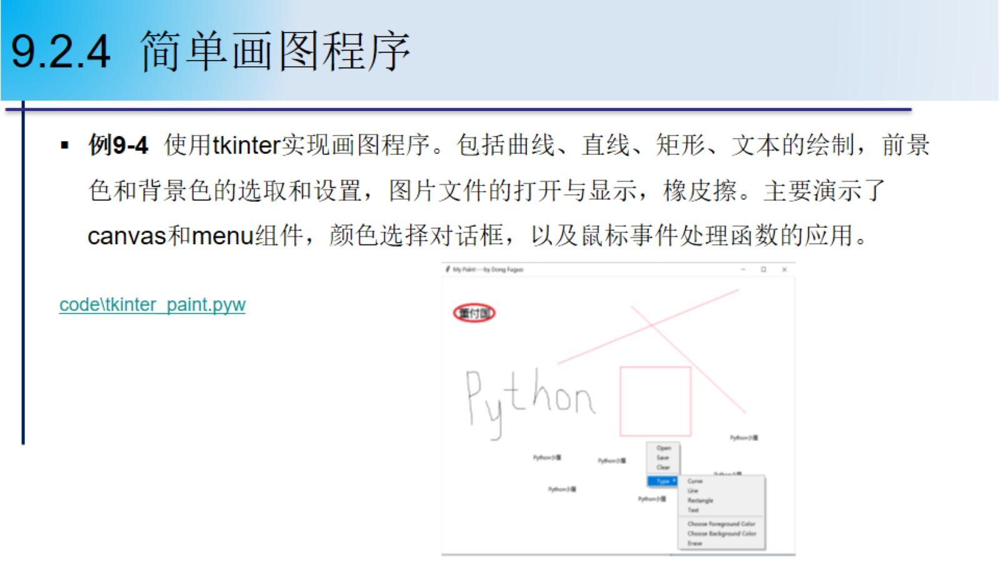 9.2.4 简单画图程序
▪ 例9-4 使用tkinter实现画图程序。包括曲线、直线、矩形、文本的绘制，前景
色和背景色的选取和设置，图片文件的打开与显示，橡皮擦。主要演示了
canvas和menu组件，颜色选择对话框，以及鼠标事件处理函数的应用。
code\tkinter_paint.pyw
My Paint----by Dong Fuguo
董付国
Python
Python小屋
Python小屋
Python小屋
Python小屋
Python小屋
Python小屋
Open
Save
Clear
Type
Curve
Line
Rectangle
Text
Choose Foreground Color
Choose Background Color
Erase